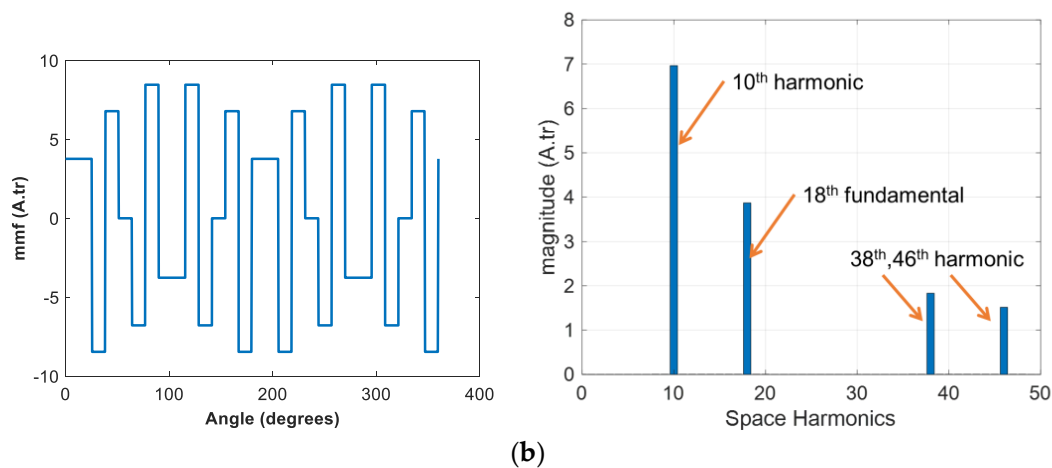 10
5
0
-5
-10
mmf (A.tr)
0 100 200 300 400
Angle (degrees)
8
7
6
5
4
3
2
1
0
magnitude (A.tr)
10th harmonic
18th fundamental
38th,46th harmonic
0 10 20 30 40 50
Space Harmonics
(b)